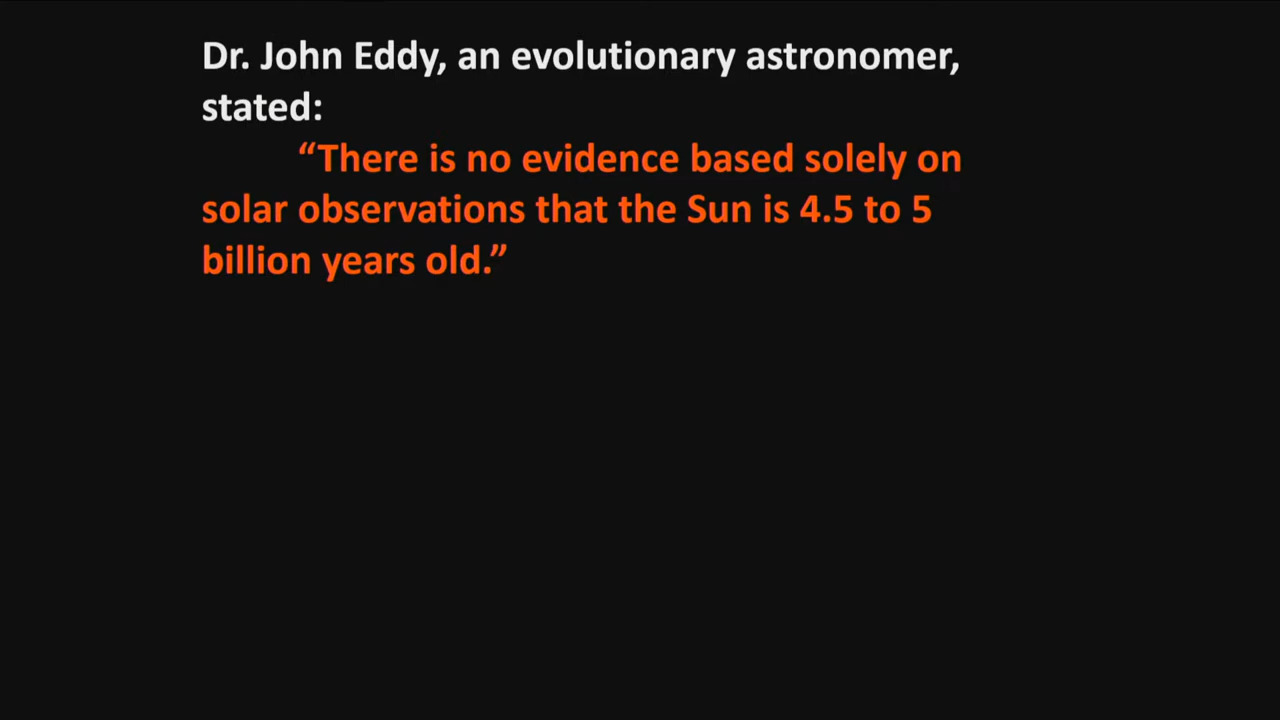 Dr. John Eddy, an evolutionary astronomer,
stated:
“There is no evidence based solely on
solar observations that the Sun is 4.5 to 5
billion years old.”